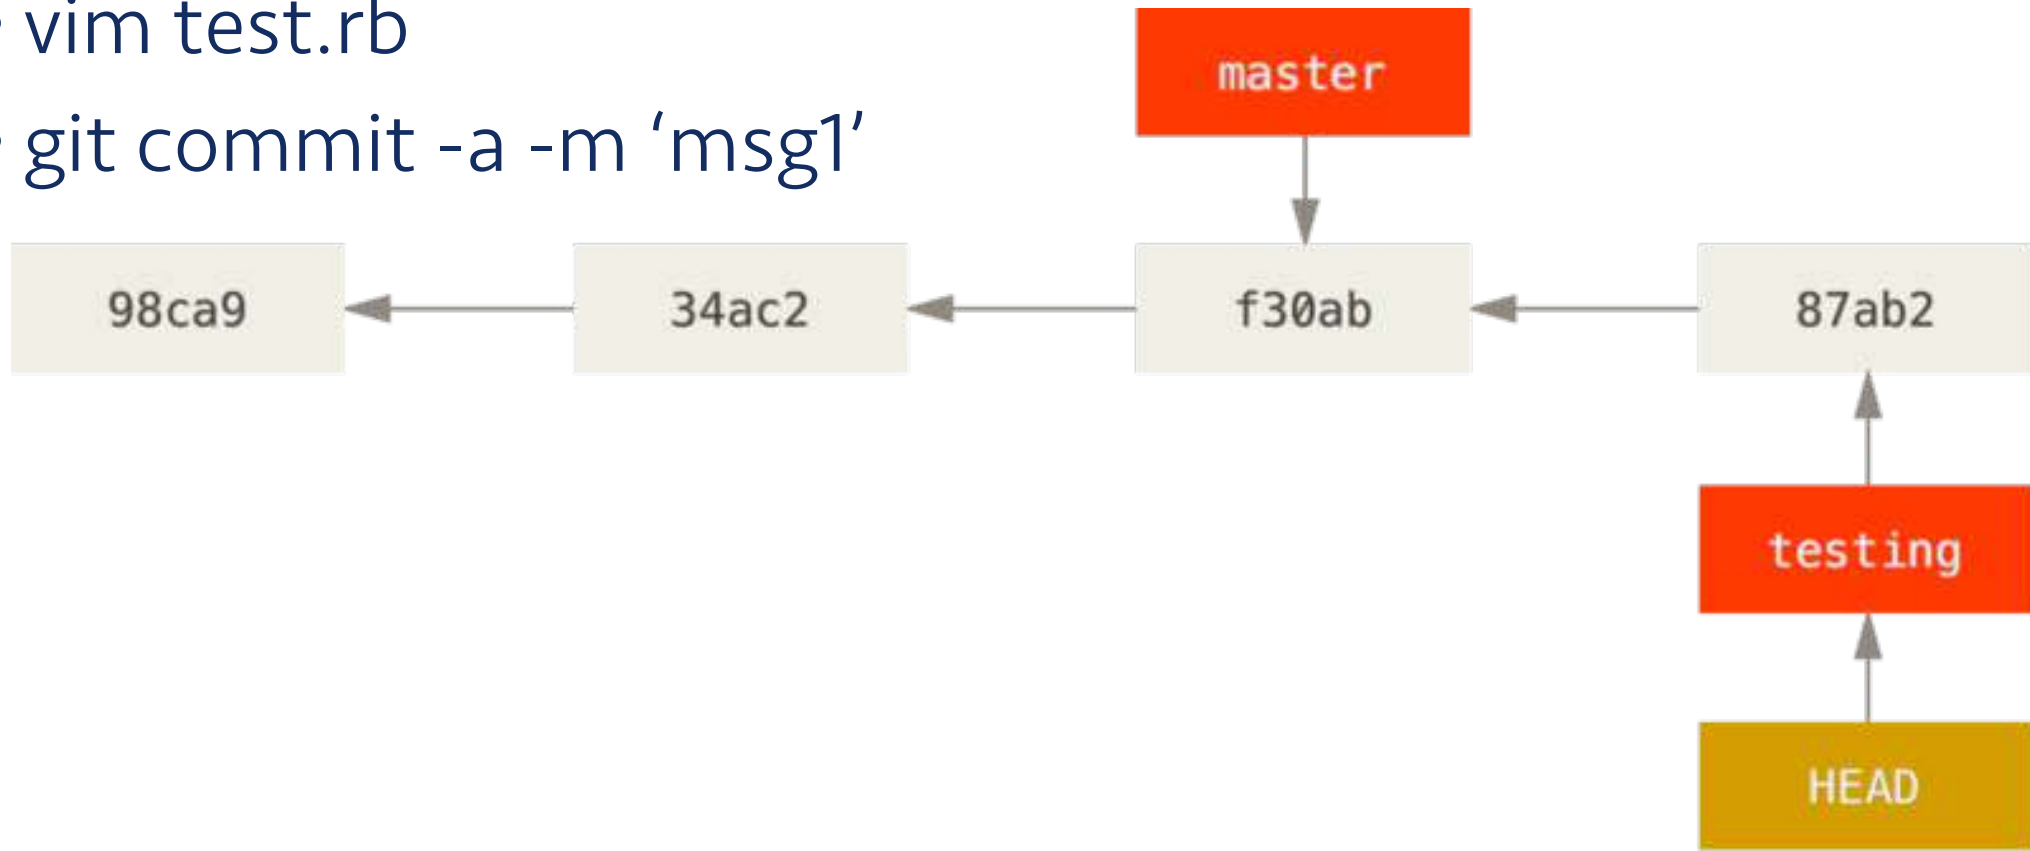 • vim test.rb
• git commit -a -m ‘msg1’
master
98ca9
34ac2
f30ab
87ab2
testing
HEAD